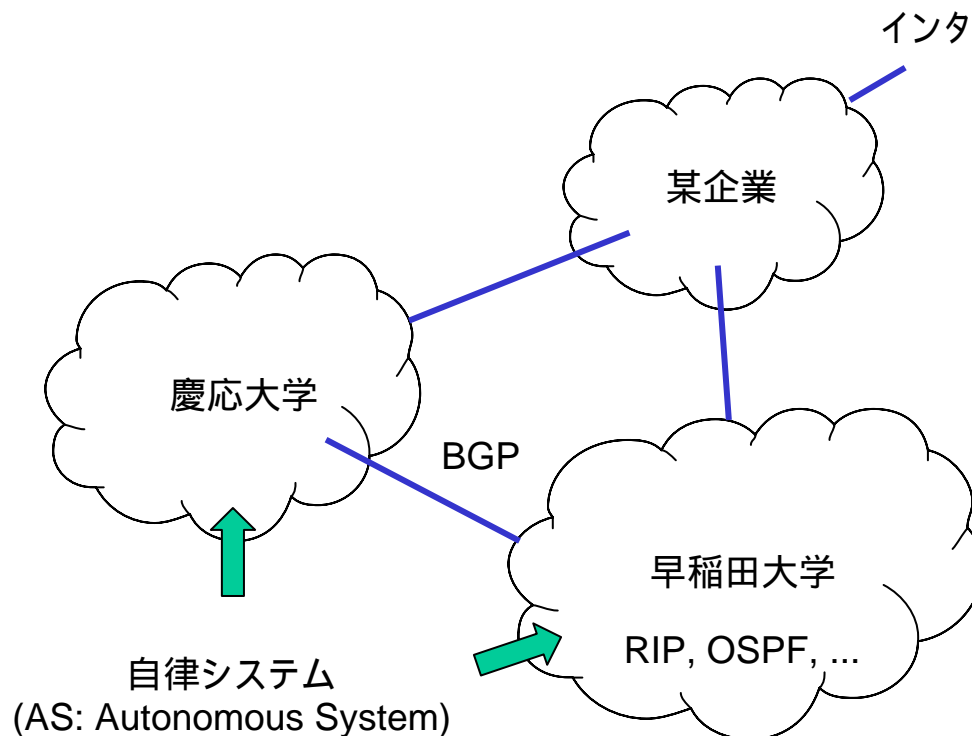 インタ
某企業
慶応大学
BGP
早稲田大学
RIP, OSPF, ...
自律システム
(AS: Autonomous System)